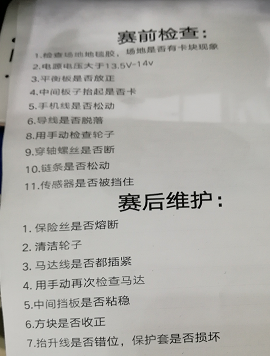 赛前检查：
1.检查场地地毯胶，场地是否有卡块现象
2.电源电压大于13.5V-14v
3.平衡板是否放正
4.中间板子抬起是否卡
5.手机线是否松动
6.导线是否脱落
8.用手动检查轮子
9.穿轴螺丝是否断
10.链条是否松动
11.传感器是否被挡住
赛后维护：
1.保险丝是否熔断
2.清洁轮子
3.马达线是否都插紧
4.用手动再次检查马达
5.中间挡板是否粘稳
6.方块是否收正
7.抬升线是否错位，保护套是否损坏